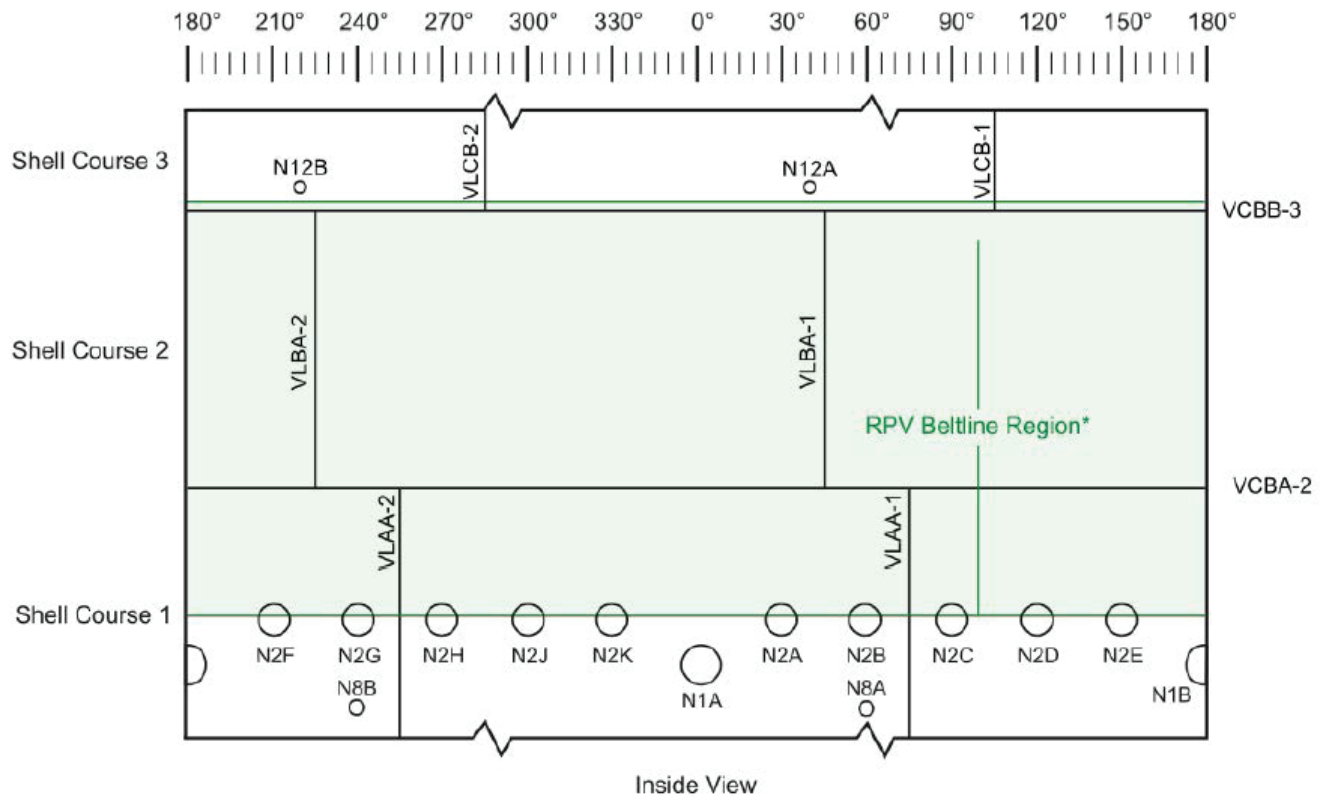 180° 210° 240° 270° 300° 330° 0° 30° 60° 90° 120° 150° 180°
Shell Course 3
N12B
VLCB-2
N12A
VLCB-1
VCBB-3
Shell Course 2
VLBA-2
VLBA-1
RPV Beltline Region*
VCBA-2
VLAA-2
VLAA-1
Shell Course 1
N2F N2G N2H N2J N2K N2A N2B N2C N2D N2E
N8B N1A N8A N1B
Inside View